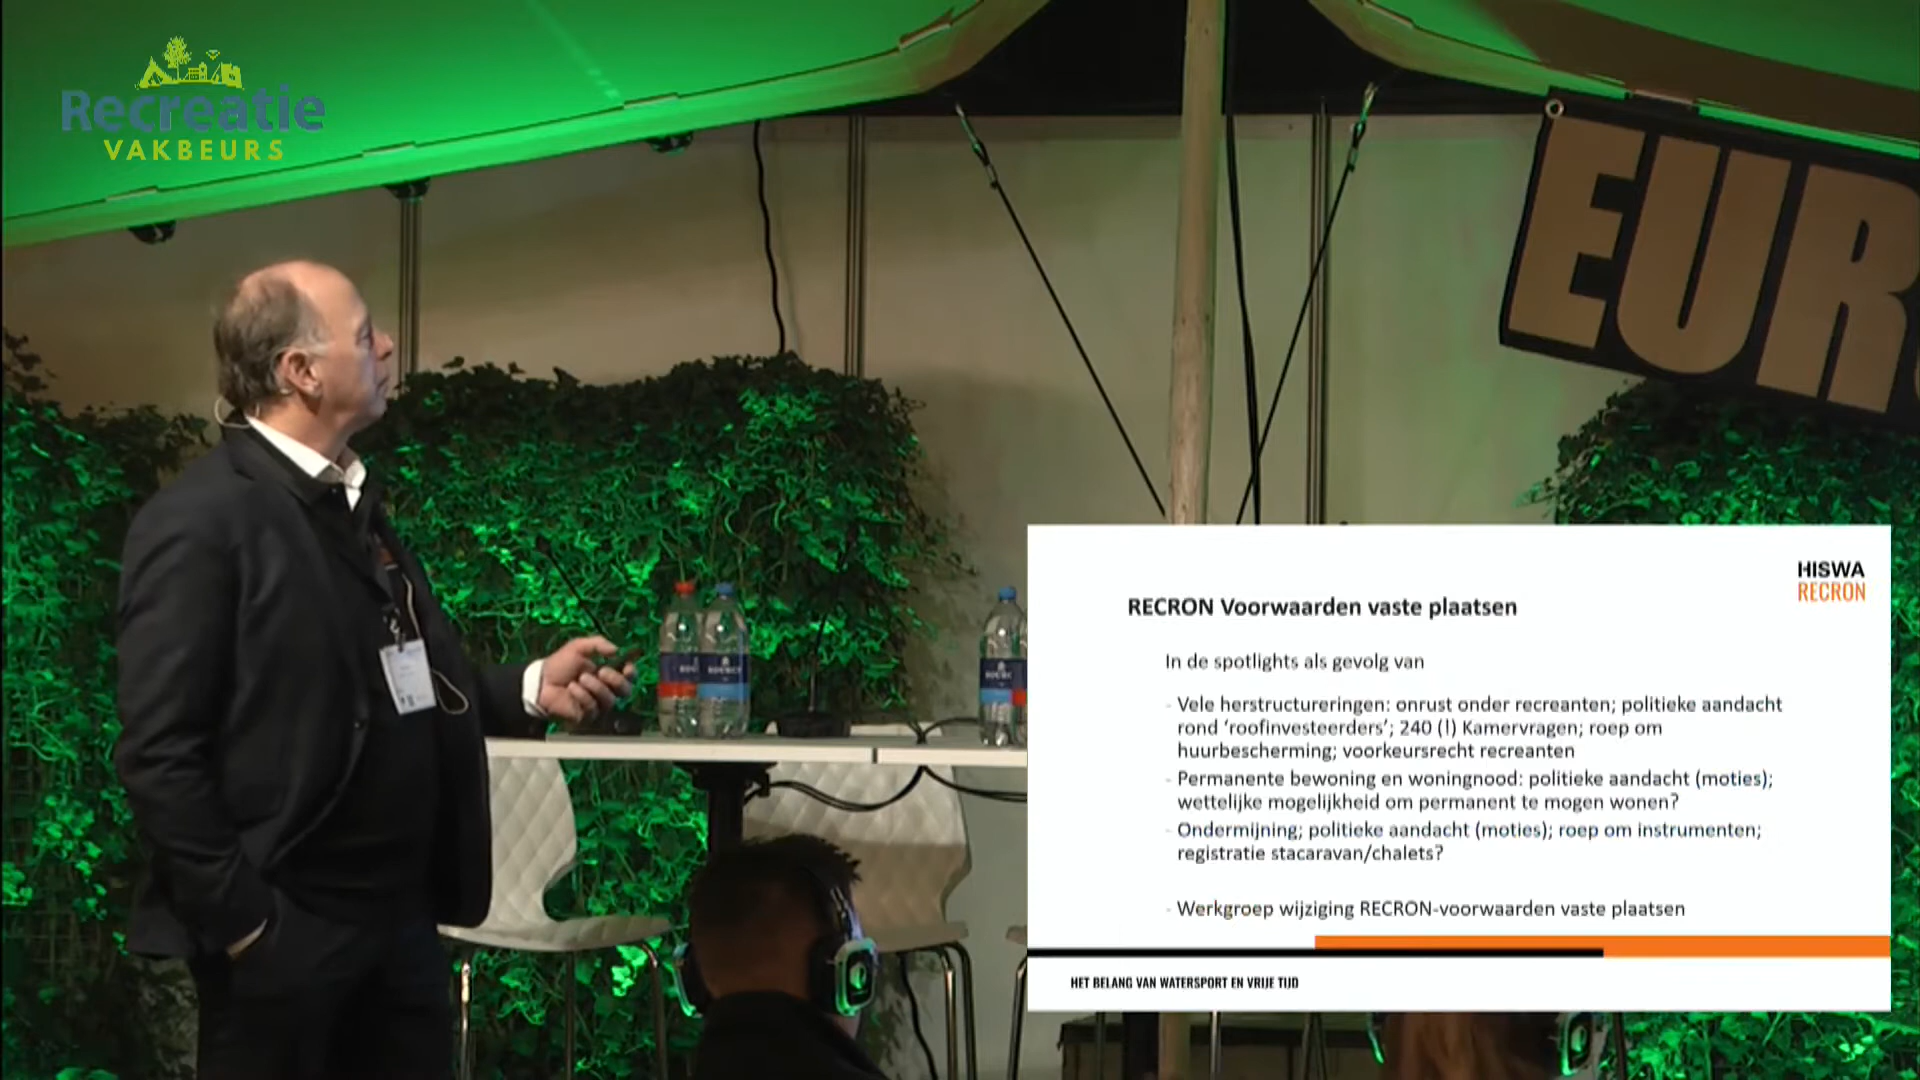 Recreatie
VAKBEURS
EUR
HISWA
RECRON
RECRON Voorwaarden vaste plaatsen
In de spotlights als gevolg van
- Vele herstructureringen: onrust onder recreanten; politieke aandacht
rond ‘roofinvesteerders’; 240 (!) Kamervragen; roep om
huurbescherming; voorkeursrecht recreanten
- Permanente bewoning en woningnood: politieke aandacht (moties);
wettelijke mogelijkheid om permanent te mogen wonen?
- Ondermijning; politieke aandacht (moties); roep om instrumenten;
registratie stacaravan/chalets?
- Werkgroep wijziging RECRON-voorwaarden vaste plaatsen
HET BELANG VAN WATERSPORT EN VRIJE TIJD